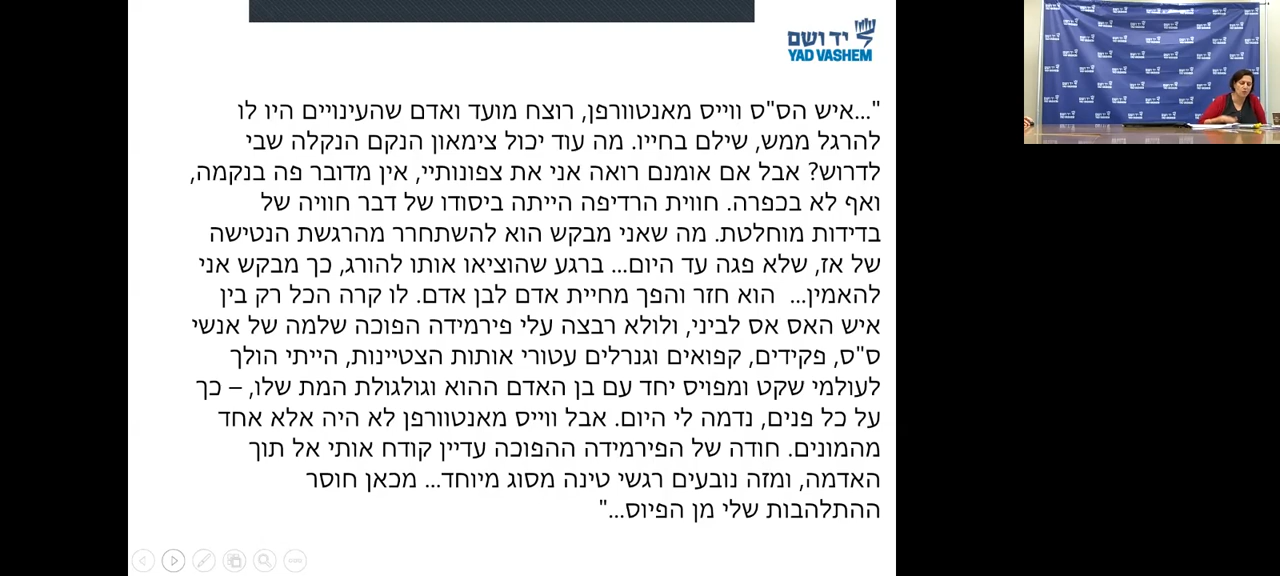 יד ושם
YAD VASHEM
"...איש הס"ס ווייס מאנטוורפן, רוצח מועד ואדם שהעינויים היו לו
להרגל ממש, שילם בחייו. מה עוד יכול צימאון הנקם הנקלה שבי
לדרוש? אבל אם אומנם רואה אני את צפונותיי, אין מדובר פה בנקמה,
ואף לא בכפרה. חווית הרדיפה הייתה ביסודו של דבר חוויה של
בדידות מוחלטת. מה שאני מבקש הוא להשתחרר מהרגשת הנטישה
של אז, שלא פגה עד היום... ברגע שהוציאו אותו להורג, כך מבקש אני
להאמין... הוא חזר והפך מחיית אדם לבן אדם. לו קרה הכל רק בין
איש האס אס לביני, ולולא רבצה עלי פירמידה הפוכה שלמה של אנשי
ס"ס, פקידים, קפואים וגנרלים עטורי אותות הצטיינות, הייתי הולך
לעולמי שקט ומפויס יחד עם בן האדם ההוא וגולגולת המת שלו, – כך
על כל פנים, נדמה לי היום. אבל ווייס מאנטוורפן לא היה אלא אחד
מהמונים. חודה של הפירמידה ההפוכה עדיין קודח אותי אל תוך
האדמה, ומזה נובעים רגשי טינה מסוג מיוחד... מכאן חוסר
ההתלהבות שלי מן הפיוס..."